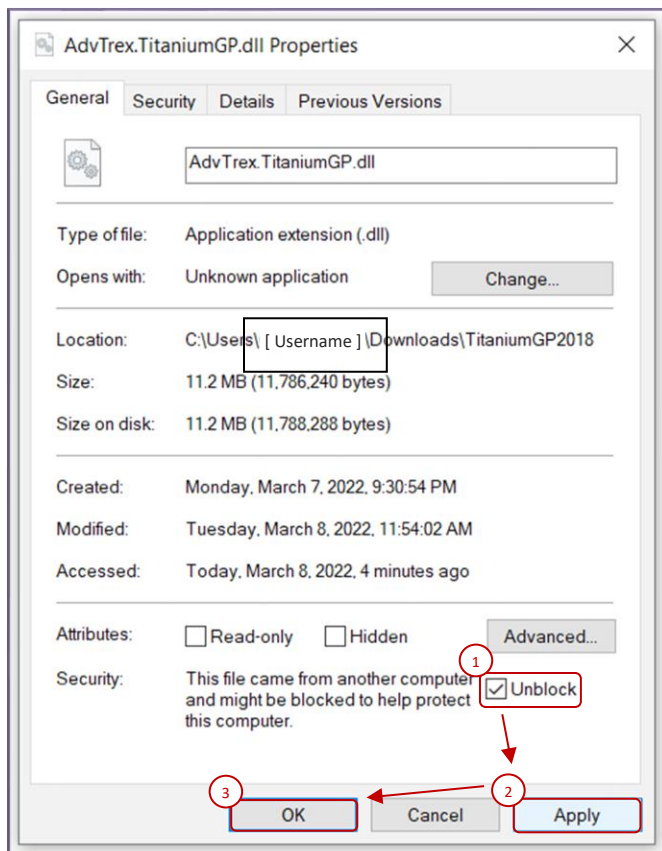 AdvTrex.TitaniumGP.dll Properties
General Security Details Previous Versions
AdvTrex.TitaniumGP.dll
Type of file: Application extension (.dll)
Opens with: Unknown application Change...
Location: C:\Users\ [ Username ] \Downloads\TitaniumGP2018
Size: 11.2 MB (11,786,240 bytes)
Size on disk: 11.2 MB (11,788,288 bytes)
Created: Monday, March 7, 2022, 9:30:54 PM
Modified: Tuesday, March 8, 2022, 11:54:02 AM
Accessed: Today, March 8, 2022, 4 minutes ago
Attributes: Read-only Hidden Advanced...
1
Security: This file came from another computer
and might be blocked to help protect
this computer.
Unblock
3 2
OK Cancel Apply